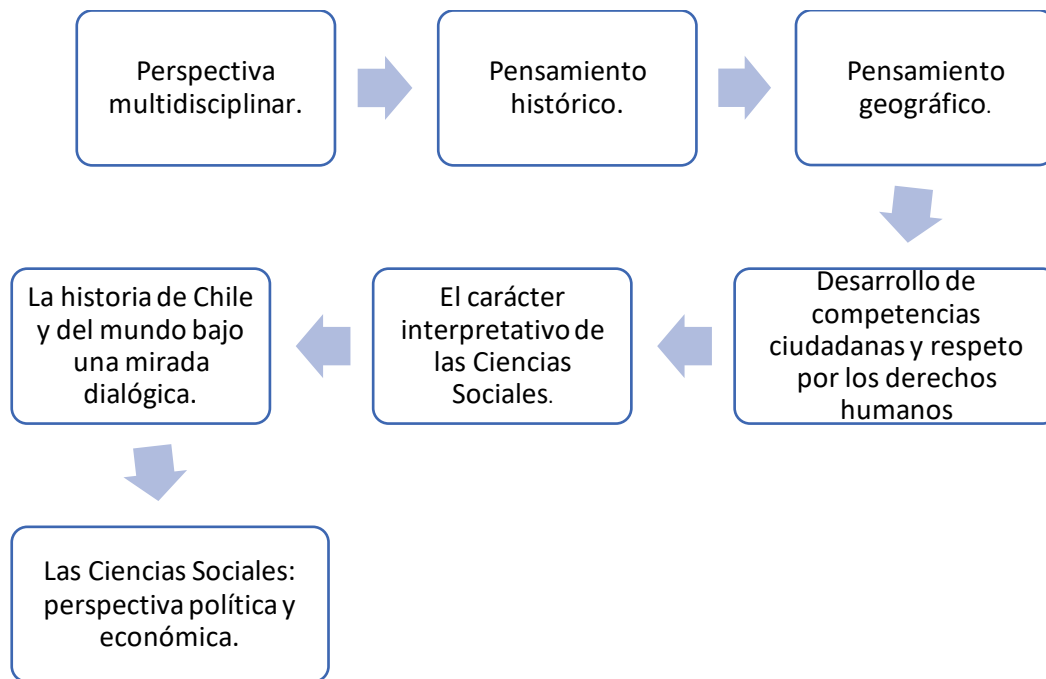 Perspectiva
multidisciplinar.
Pensamiento
histórico.
Pensamiento
geográfico.
Desarrollo de
competencias
ciudadanas y respeto
por los derechos
humanos
El carácter
interpretativo de
las Ciencias
Sociales.
La historia de Chile
y del mundo bajo
una mirada
dialógica.
Las Ciencias Sociales:
perspectiva política y
económica.